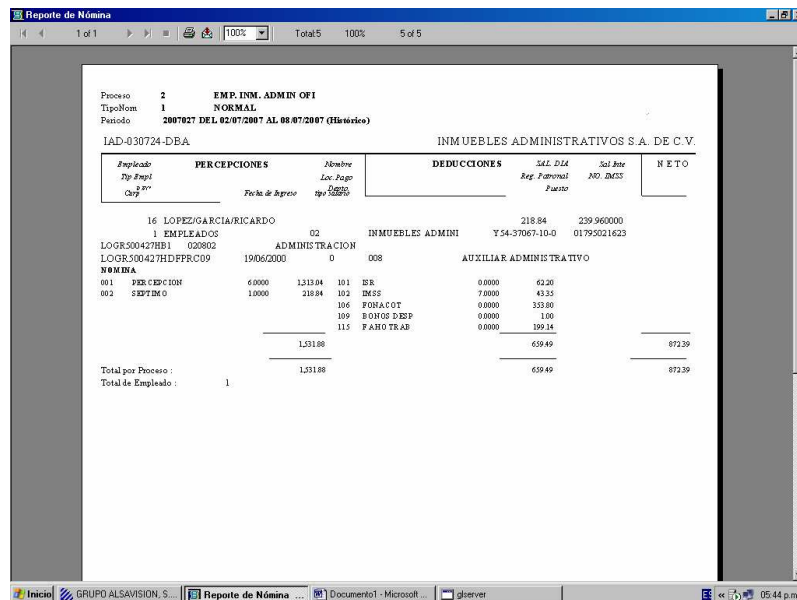 Reporte de Nómina
1 of 1 100% Total:5 100% 5 of 5
Proceso 2 EMP. INM. ADMIN OFI
TipoNom 1 NORMAL
Periodo 2007027 DEL 02/07/2007 AL 08/07/2007 (Histórico)
IAD-030724-DBA INMUEBLES ADMINISTRATIVOS S.A. DE C.V.
Empleado PERCEPCIONES Nombre DEDUCCIONES SAL. DIA Sal Inte NETO
Tip Empl Loc. Pago Reg. Patronal NO. IMSS
Curp Fecha de Ingreso Depto. tipo Salario Puesto
16 LOPEZ/GARCIA/RICARDO 218.84 239.960000
1 EMPLEADOS 02 INMUEBLES ADMINI Y54-37067-10-0 01795021623
LOGR500427HB1 020802 ADMINISTRACION
LOGR500427HDFPRC09 19/06/2000 0 008 AUXILIAR ADMINISTRATIVO
NOMINA
001 PERCEPCION 6.0000 1,313.04 101 ISR 0.0000 62.20
002 SEPTIMO 1.0000 218.84 102 IMSS 7.0000 43.35
106 FONACOT 0.0000 353.80
109 BONOS DESP 0.0000 1.00
115 F AHO TRAB 0.0000 199.14
1,531.88 659.49 872.39
Total por Proceso : 1,531.88 659.49 872.39
Total de Empleado : 1
Inicio GRUPO ALSAVISION, S.... Reporte de Nómina ... Documento1 - Microsoft ... glserver ES « 05:44 p.m.